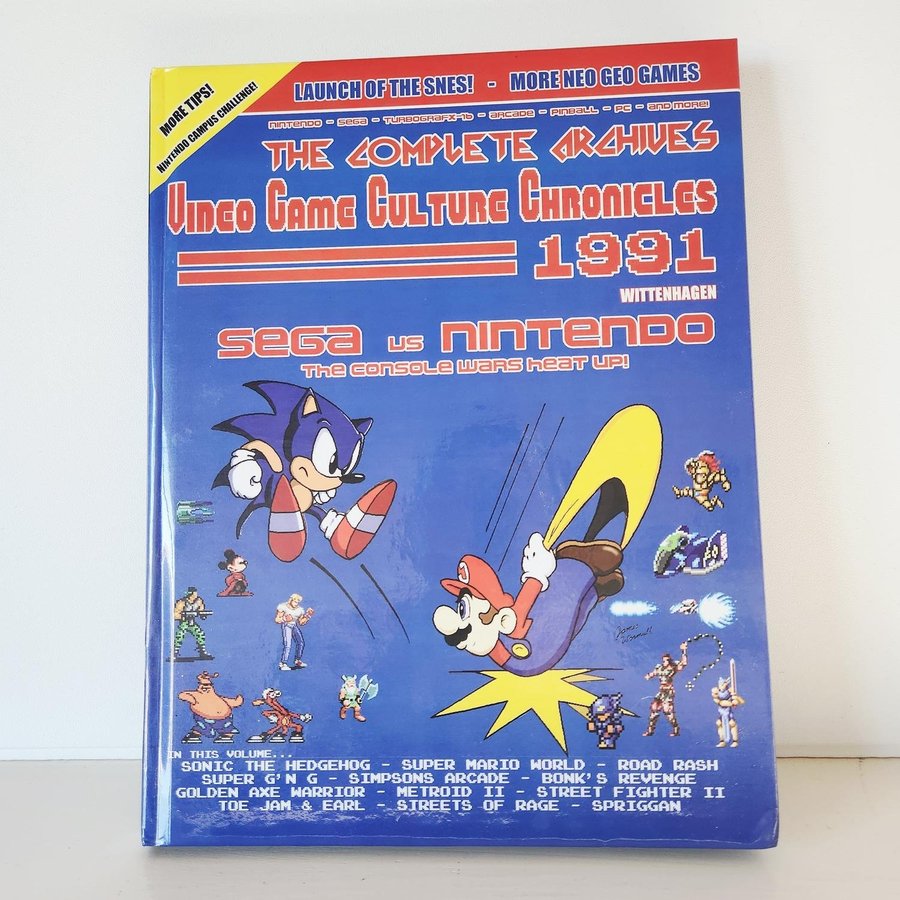 MORE TIPS!
NINTENDO CAMPUS CHALLENGE!
LAUNCH OF THE SNES! - MORE NEO GEO GAMES
NINTENDO - SEGA - TURBOGRAFX-16 - ARCADE - PINBALL - PC - AND MORE!
THE COMPLETE ARCHIVES
VIDEO GAME CULTURE CHRONICLES
1991
WITTENHAGEN
SEGA VS NINTENDO
THE CONSOLE WARS HEAT UP!
James
IN THIS VOLUME...
SONIC THE HEDGEHOG - SUPER MARIO WORLD - ROAD RASH
SUPER G'N G - SIMPSONS ARCADE - BONK'S REVENGE
GOLDEN AXE WARRIOR - METROID II - STREET FIGHTER II
TOE JAM & EARL - STREETS OF RAGE - SPRIGGAN